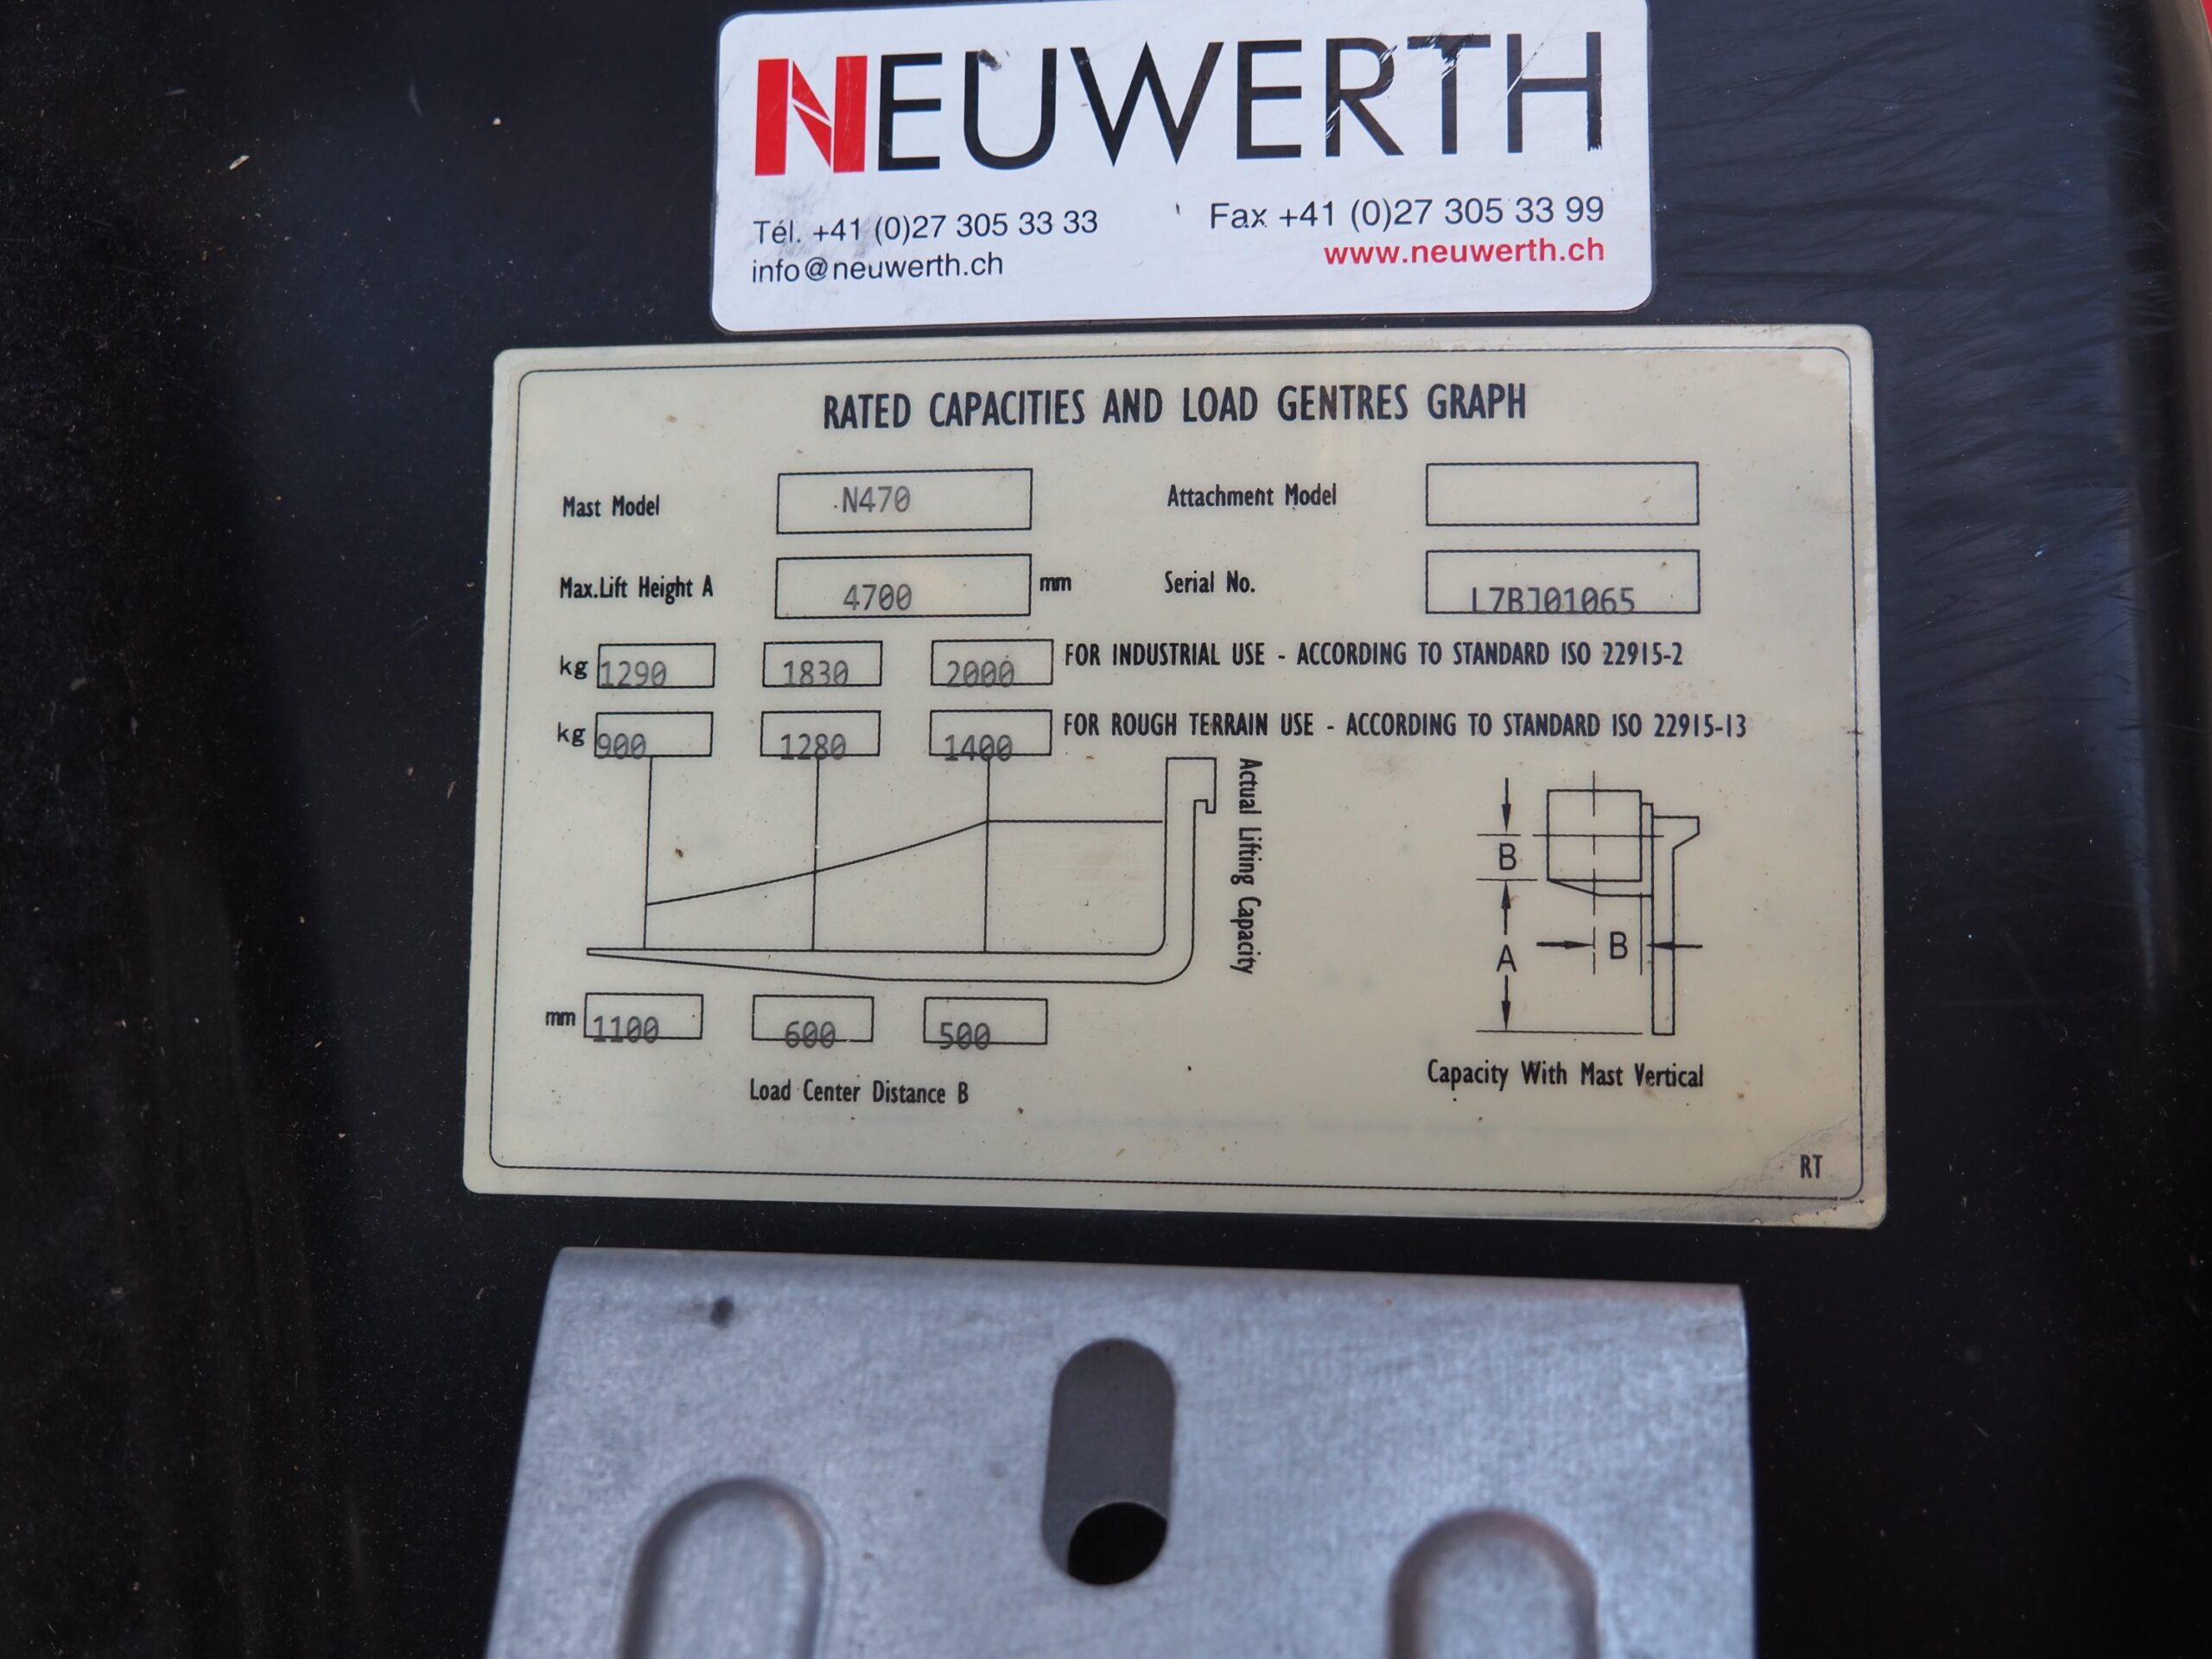 NEUWERTH
Tél. +41 (0)27 305 33 33 Fax +41 (0)27 305 33 99
info@neuwerth.ch www.neuwerth.ch
RATED CAPACITIES AND LOAD GENTRES GRAPH
Mast Model N470 Attachment Model
Max.Lift Height A 4700 mm Serial No. L7BJ01065
kg 1290 1830 2000 FOR INDUSTRIAL USE - ACCORDING TO STANDARD ISO 22915-2
kg 900 1280 1400 FOR ROUGH TERRAIN USE - ACCORDING TO STANDARD ISO 22915-13
Actual Lifting Capacity
B
A
B
mm 1100 600 500
Load Center Distance B
Capacity With Mast Vertical
RT